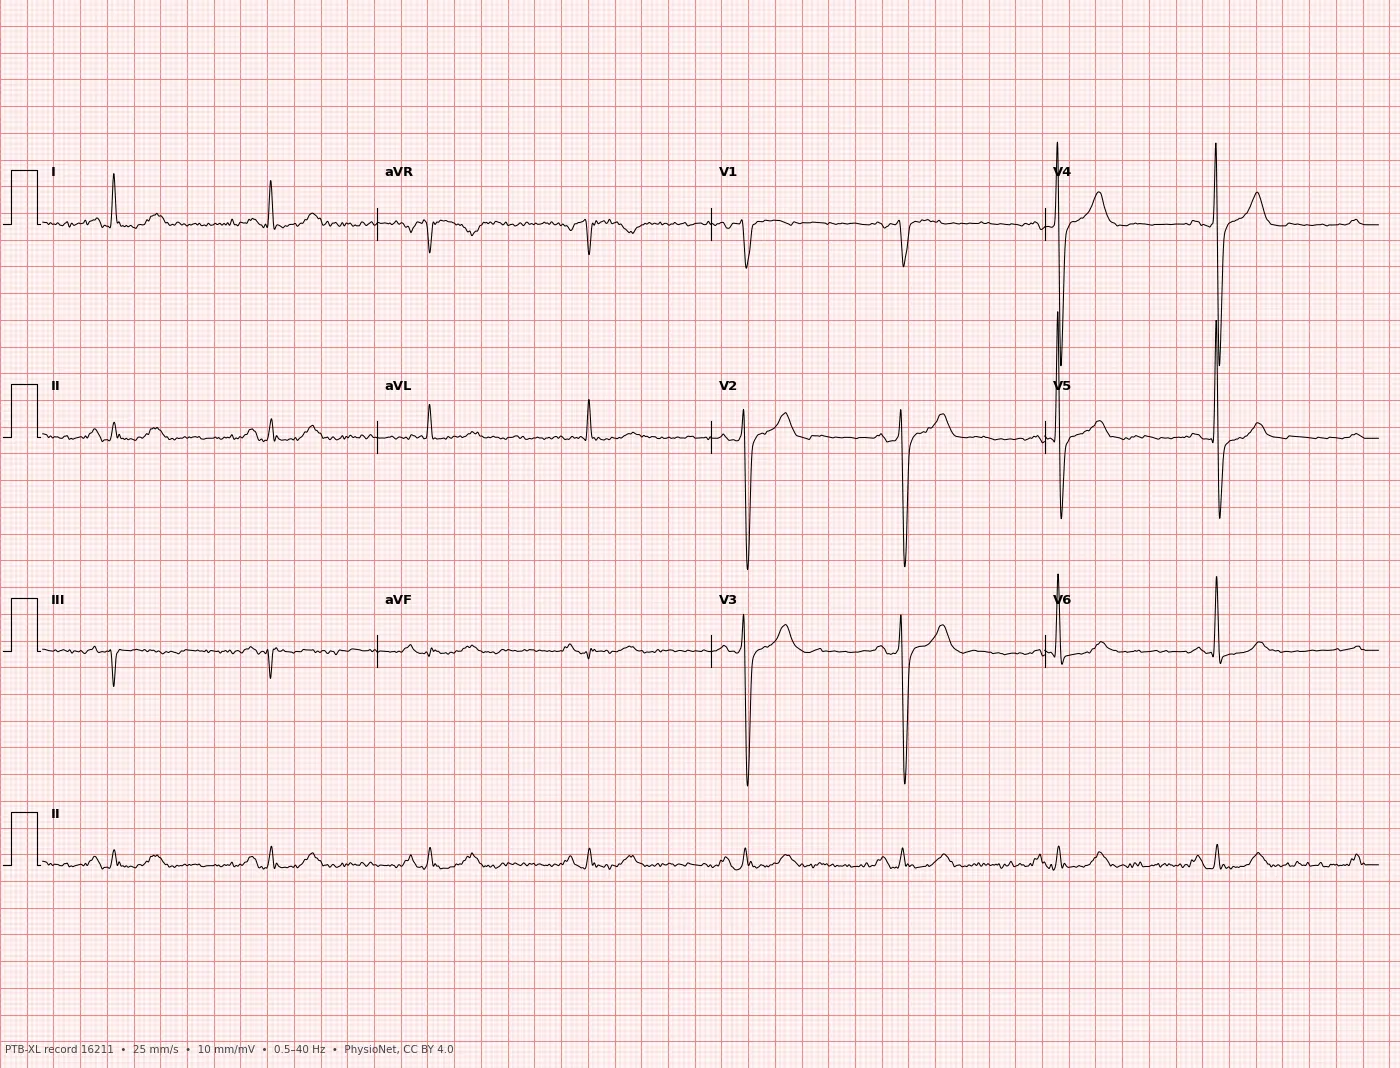 I aVR V1 V4
II aVL V2 V5
III aVF V3 V6
II
PTB-XL record 16211 • 25 mm/s • 10 mm/mV • 0.5–40 Hz • PhysioNet, CC BY 4.0